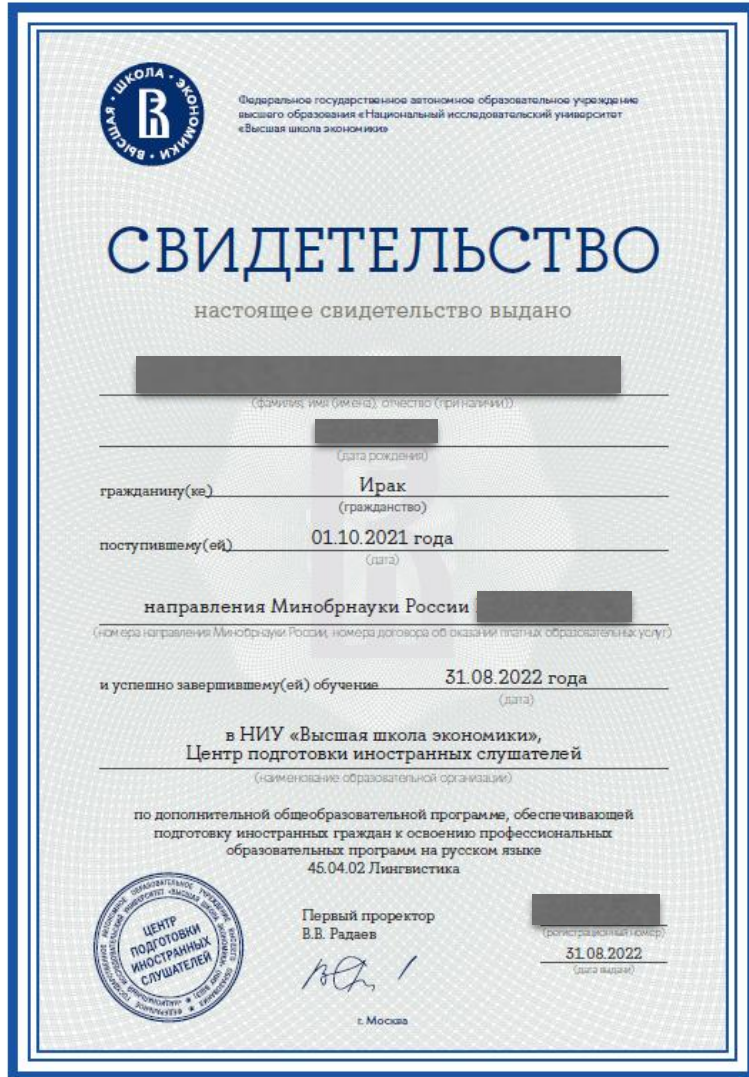 ВЫСШАЯ • ШКОЛА • ЭКОНОМИКИ •
Федеральное государственное автономное образовательное учреждение
высшего образования «Национальный исследовательский университет
«Высшая школа экономики»
СВИДЕТЕЛЬСТВО
настоящее свидетельство выдано
(фамилия, имя (имена), отчество (при наличии))
(дата рождения)
гражданину(ке) Ирак
(гражданство)
поступившему(ей) 01.10.2021 года
(дата)
направления Минобрнауки России
(номера направления Минобрнауки России, номера договора об оказании платных образовательных услуг)
и успешно завершившему(ей) обучение 31.08.2022 года
(дата)
в НИУ «Высшая школа экономики»,
Центр подготовки иностранных слушателей
(наименование образовательной организации)
по дополнительной общеобразовательной программе, обеспечивающей
подготовку иностранных граждан к освоению профессиональных
образовательных программ на русском языке
45.04.02 Лингвистика
ЦЕНТР
ПОДГОТОВКИ
ИНОСТРАННЫХ
СЛУШАТЕЛЕЙ
Первый проректор
В.В. Радаев
(регистрационный номер)
31.08.2022
(дата выдачи)
г. Москва